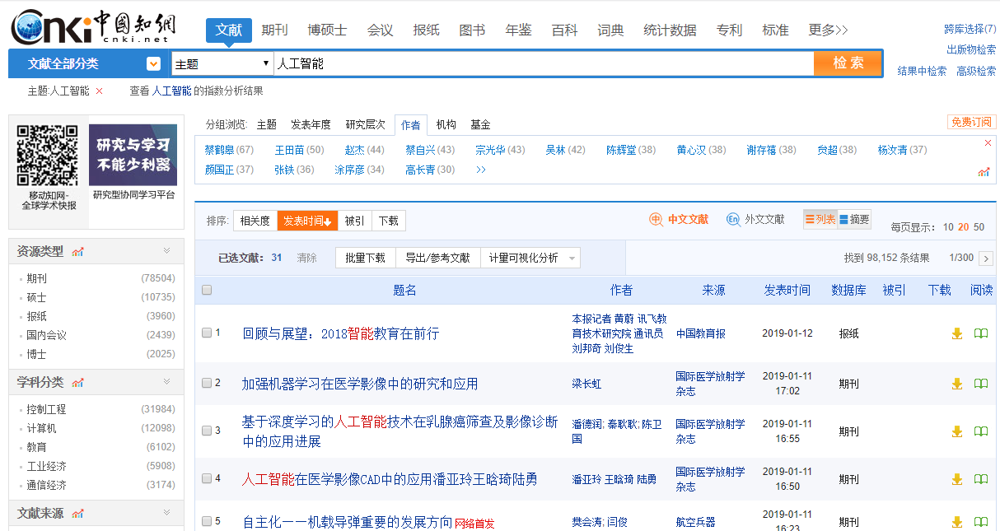 Cnki 中國知網
cnki.net
文献 期刊 博硕士 会议 报纸 图书 年鉴 百科 词典 统计数据 专利 标准 更多>>
跨库选择(7)
出版物检索
文献全部分类 主题 人工智能 检 索
结果中检索 高级检索
主题:人工智能 × 查看 人工智能 的指数分析结果
研究与学习
不能少利器
移动知网-
全球学术快报
研究型协同学习平台
分组浏览: 主题 发表年度 研究层次 作者 机构 基金 免费订阅
蔡鹤皋(67) 王田苗(50) 赵杰(44) 蔡自兴(43) 宗光华(43) 吴林(42) 陈辉堂(38) 黄心汉(38) 谢存禧(38) 贠超(38) 杨汝清(37)
颜国正(37) 张铁(36) 涂序彦(34) 高长青(30) >>
排序: 相关度 发表时间 被引 下载 中 中文文献 En 外文文献 列表 摘要 每页显示: 10 20 50
已选文献: 31 清除 批量下载 导出/参考文献 计量可视化分析 找到 98,152 条结果 1/300 >
题名 作者 来源 发表时间 数据库 被引 下载 阅读
1 回顾与展望：2018智能教育在前行 本报记者 黄蔚 讯飞教
育技术研究院 通讯员
刘邦奇 刘俊生
中国教育报 2019-01-12 报纸
2 加强机器学习在医学影像中的研究和应用 梁长虹 国际医学放射学
杂志
2019-01-11
17:02
期刊
3 基于深度学习的人工智能技术在乳腺癌筛查及影像诊断
中的应用进展
潘德润; 秦耿耿; 陈卫
国
国际医学放射学
杂志
2019-01-11
16:55
期刊
4 人工智能在医学影像CAD中的应用潘亚玲王晗琦陆勇 潘亚玲 王晗琦 陆勇 国际医学放射学
杂志
2019-01-11
16:50
期刊
5 自主化——机载导弹重要的发展方向 网络首发 樊会涛; 闫俊 航空兵器 2019-01-11
16:23
期刊
资源类型
期刊 (78504)
硕士 (10735)
报纸 (3960)
国内会议 (2439)
博士 (2025)
学科分类
控制工程 (31984)
计算机 (12098)
教育 (6102)
工业经济 (5908)
通信经济 (3174)
文献来源